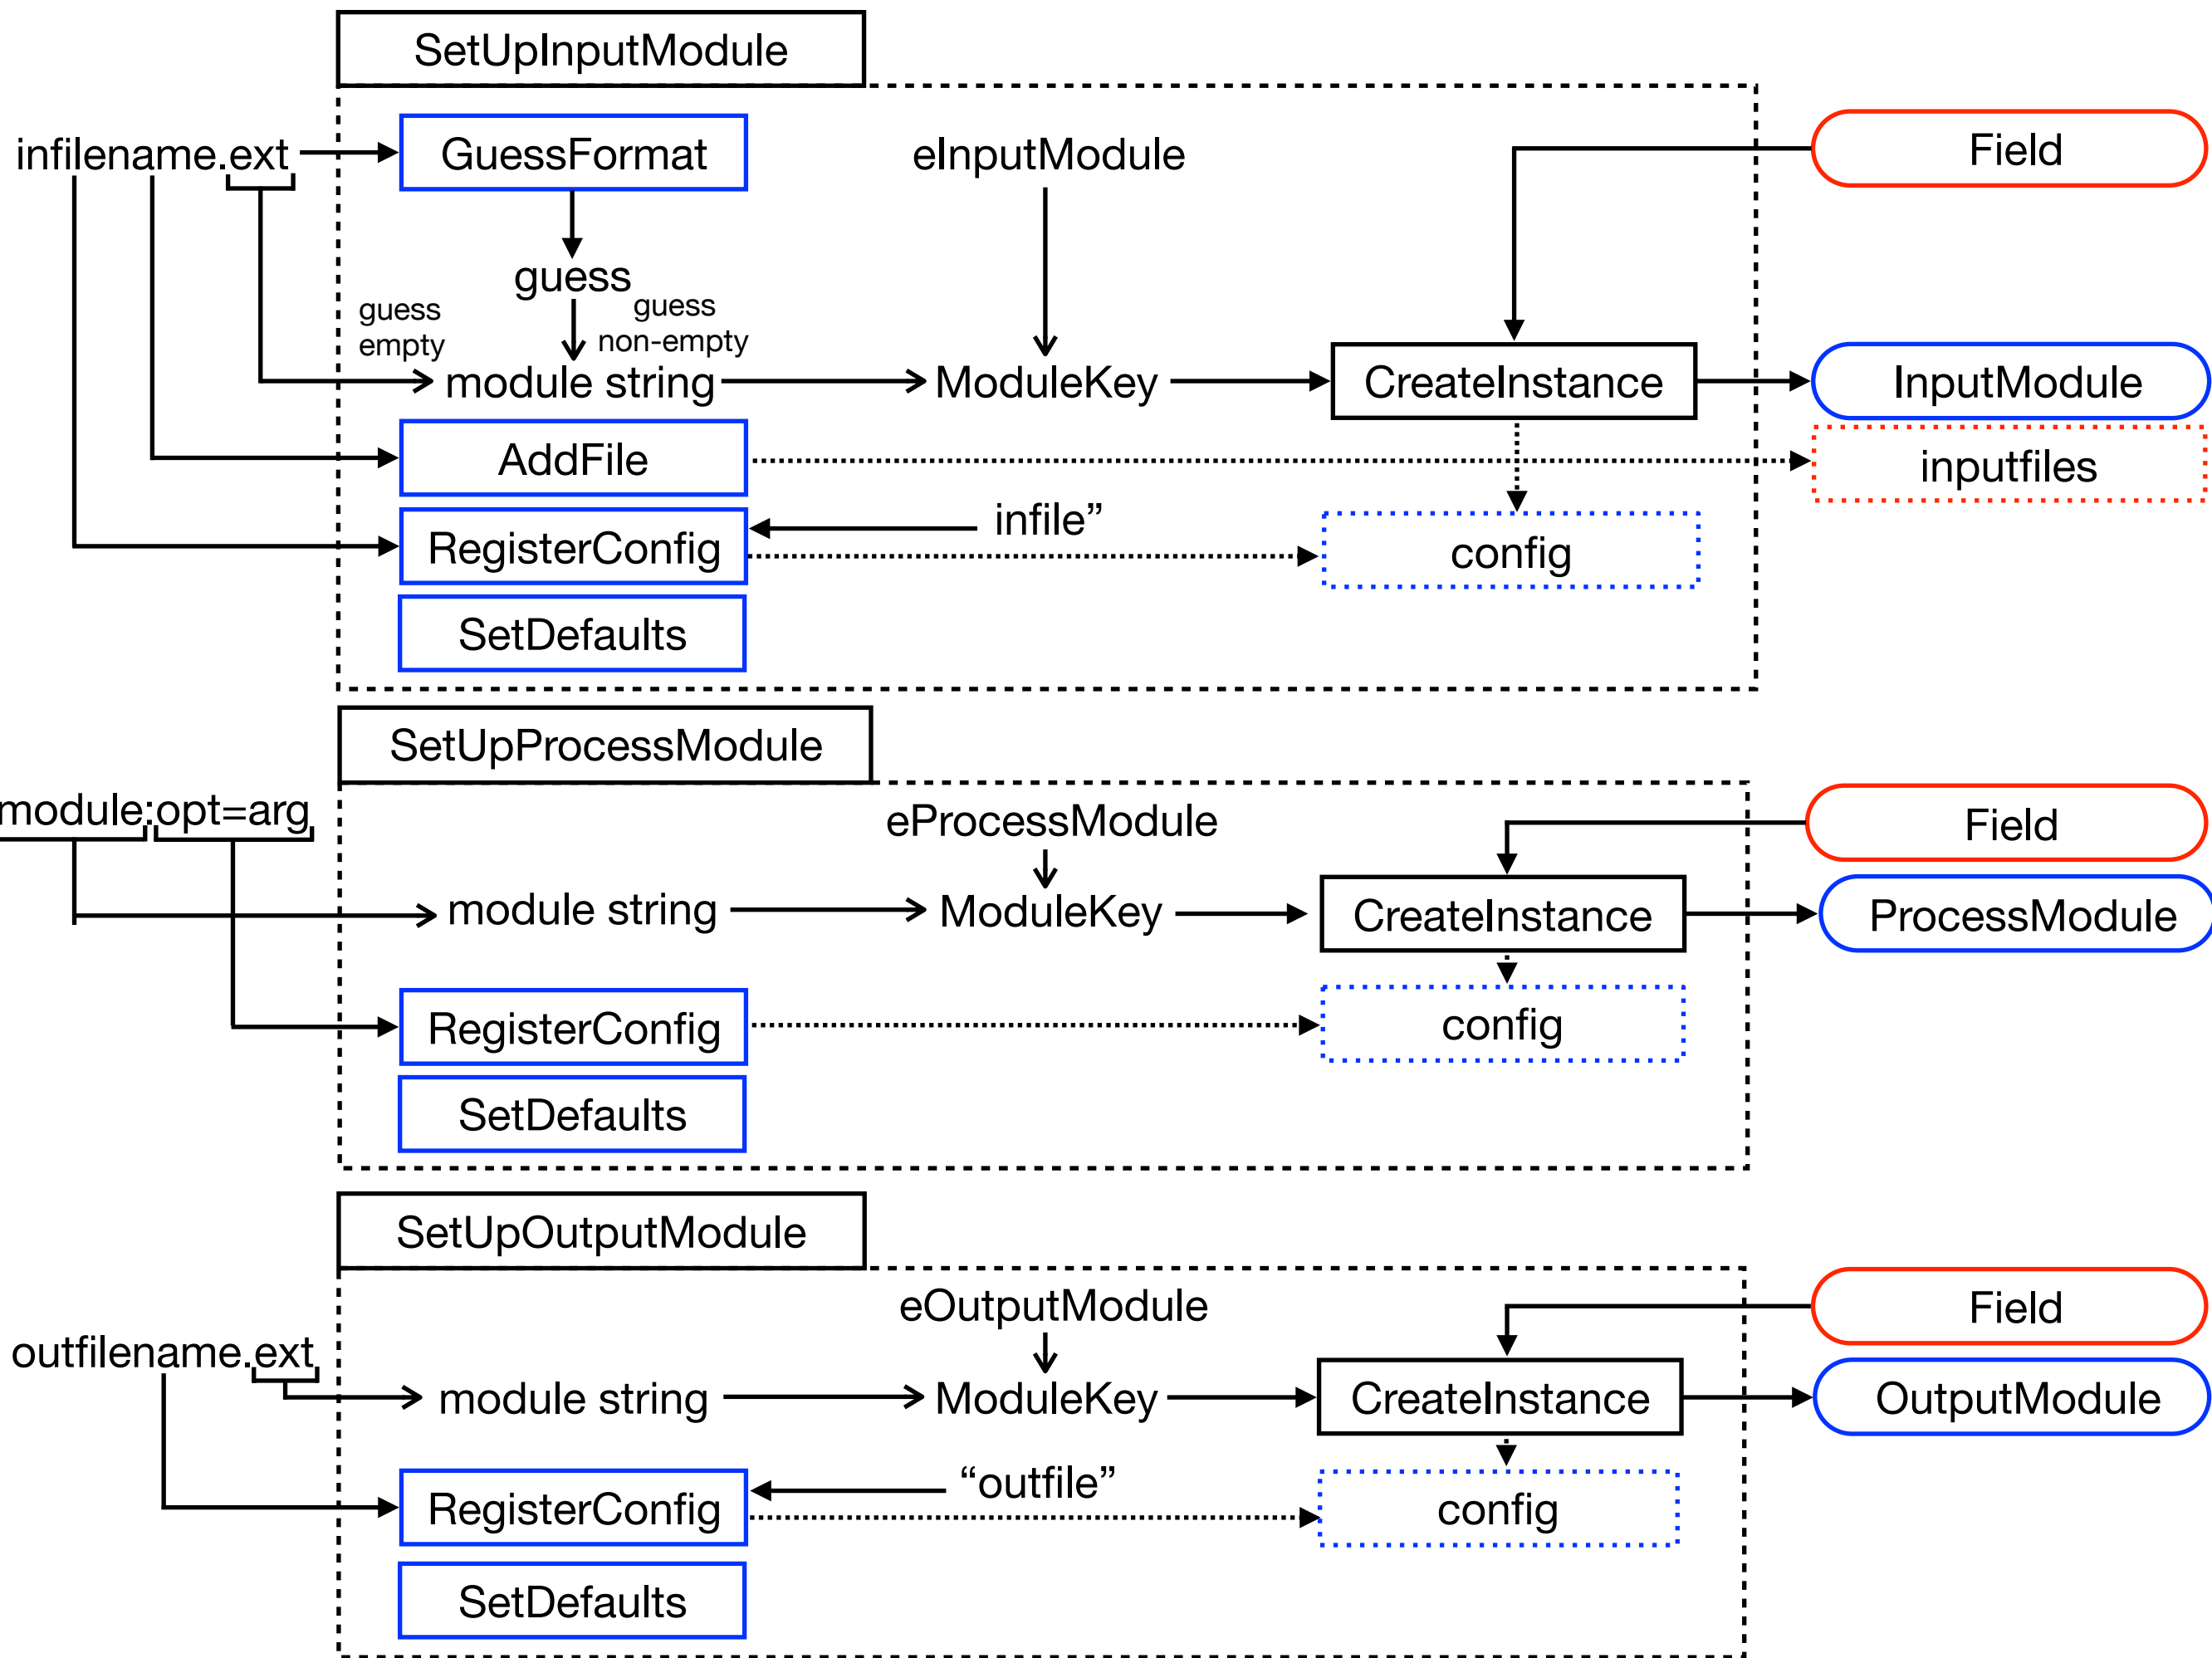 SetUpInputModule
infilename.ext
GuessFormat
eInputModule
Field
guess
guess
empty
guess
non-empty
module string
ModuleKey
CreateInstance
InputModule
AddFile
inputfiles
infile”
RegisterConfig
config
SetDefaults
SetUpProcessModule
module:opt=arg
eProcessModule
Field
module string
ModuleKey
CreateInstance
ProcessModule
RegisterConfig
config
SetDefaults
SetUpOutputModule
eOutputModule
Field
outfilename.ext
module string
ModuleKey
CreateInstance
OutputModule
“outfile”
RegisterConfig
config
SetDefaults